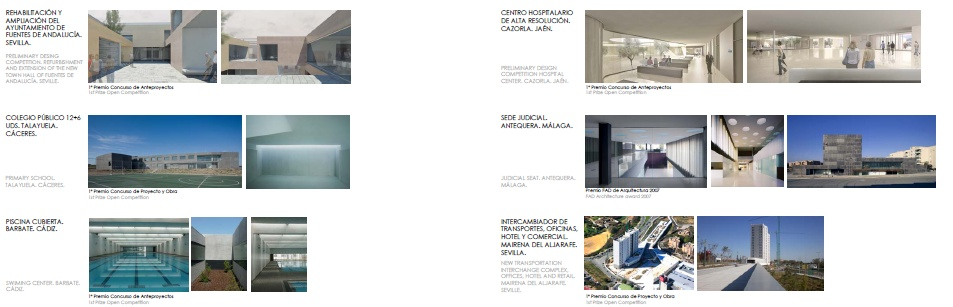 REHABILITACIÓN Y
AMPLIACIÓN DEL
AYUNTAMIENTO DE
FUENTES DE ANDALUCÍA.
SEVILLA.
PRELIMINARY DESING
COMPETITION. REFURBISHMENT
AND EXTENSION OF THE NEW
TOWN HALL OF FUENTES DE
ANDALUCÍA. SEVILLE.
1º Premio Concurso de Anteproyectos
1st Prize Open Competition
COLEGIO PÚBLICO 12+6
UDS. TALAYUELA.
CÁCERES.
PRIMARY SCHOOL.
TALAYUELA. CÁCERES.
1º Premio Concurso de Proyecto y Obra
1st Prize Open Competition
PISCINA CUBIERTA.
BARBATE. CÁDIZ.
SWIMING CENTER. BARBATE.
CÁDIZ.
1º Premio Concurso de Anteproyectos
1st Prize Open Competition
CENTRO HOSPITALARIO
DE ALTA RESOLUCIÓN.
CAZORLA. JAÉN.
PRELIMINARY DESIGN
COMPETITION HOSPITAL
CENTER. CAZORLA. JAÉN.
1º Premio Concurso de Anteproyectos
1st Prize Open Competition
SEDE JUDICIAL.
ANTEQUERA. MÁLAGA.
JUDICIAL SEAT. ANTEQUERA.
MÁLAGA.
Premio FAD de Arquitectura 2007
FAD Architecture award 2007
INTERCAMBIADOR DE
TRANSPORTES, OFICINAS,
HOTEL Y COMERCIAL.
MAIRENA DEL ALJARAFE.
SEVILLA.
NEW TRANSPORTATION
INTERCHANGE COMPLEX,
OFFICES, HOTEL AND RETAIL.
MAIRENA DEL ALJARAFE.
SEVILLE.
1º Premio Concurso de Proyecto y Obra
1st Prize Open Competition